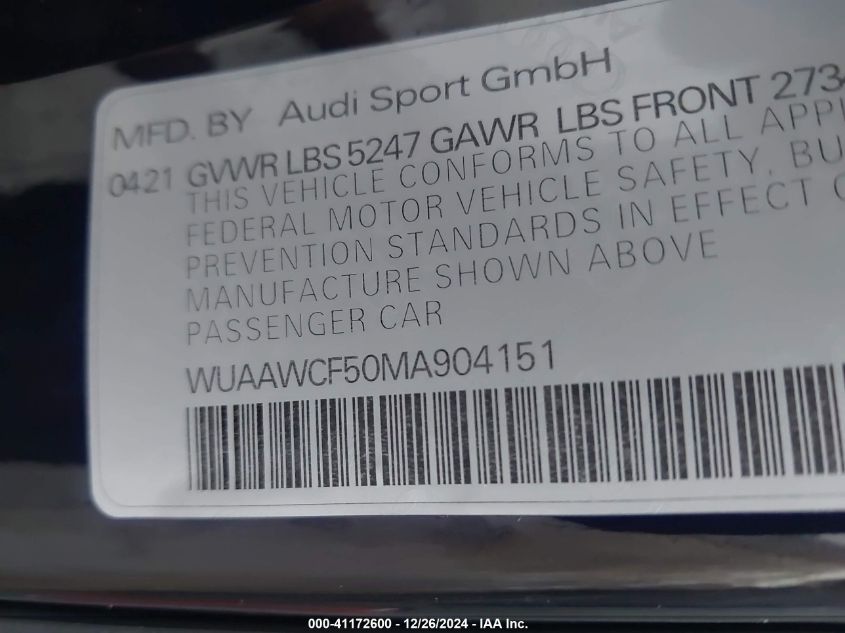 MFD. BY Audi Sport GmbH
0421 GVWR LBS 5247 GAWR LBS FRONT 273
THIS VEHICLE CONFORMS TO ALL
FEDERAL MOTOR VEHICLE SAFETY, BU
PREVENTION STANDARDS IN EFFECT
MANUFACTURE SHOWN ABOVE
PASSENGER CAR
WUAAWCF50MA904151
000-41172600 - 12/26/2024 - IAA Inc.